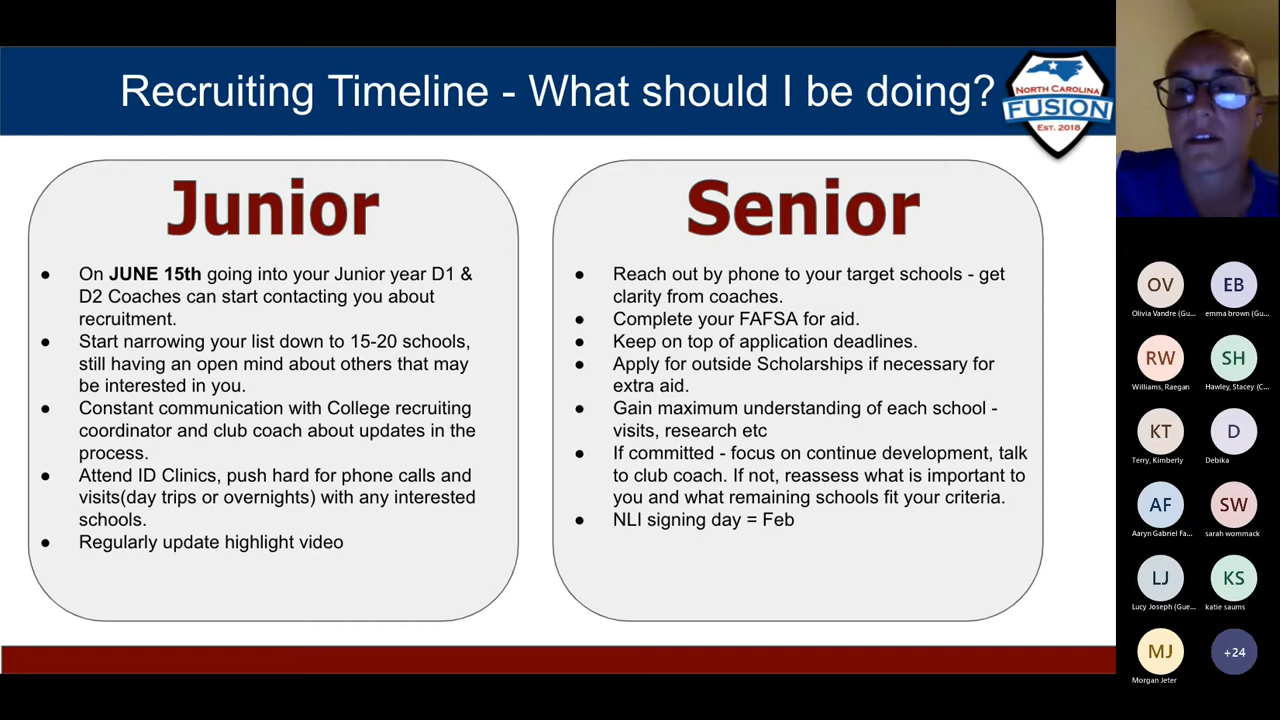 Recruiting Timeline - What should I be doing?
NORTH CAROLINA
FUSION
EST. 2018
Junior
● On JUNE 15th going into your Junior year D1 &
D2 Coaches can start contacting you about
recruitment.
● Start narrowing your list down to 15-20 schools,
still having an open mind about others that may
be interested in you.
● Constant communication with College recruiting
coordinator and club coach about updates in the
process.
● Attend ID Clinics, push hard for phone calls and
visits(day trips or overnights) with any interested
schools.
● Regularly update highlight video
Senior
● Reach out by phone to your target schools - get
clarity from coaches.
● Complete your FAFSA for aid.
● Keep on top of application deadlines.
● Apply for outside Scholarships if necessary for
extra aid.
● Gain maximum understanding of each school -
visits, research etc
● If committed - focus on continue development, talk
to club coach. If not, reassess what is important to
you and what remaining schools fit your criteria.
● NLI signing day = Feb
OV
Olivia Vandre (Gu...
EB
emma brown (Gu...
RW
Williams, Raegan
SH
Hawley, Stacey (C...
KT
Terry, Kimberly
D
Debika
AF
Aaryn Gabriel Fa...
SW
sarah wommack
LJ
Lucy Joseph (Gue...
KS
katie saums
MJ
Morgan Jeter
+24